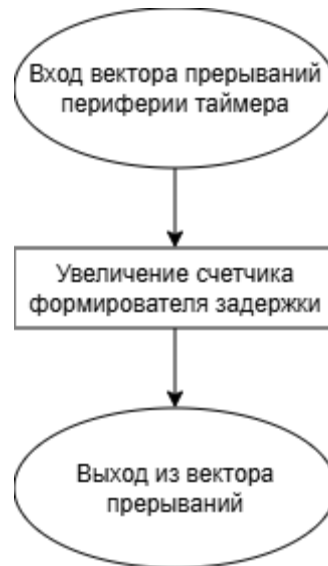 Вход вектора прерываний
периферии таймера
Увеличение счетчика
формирователя задержки
Выход из вектора
прерываний